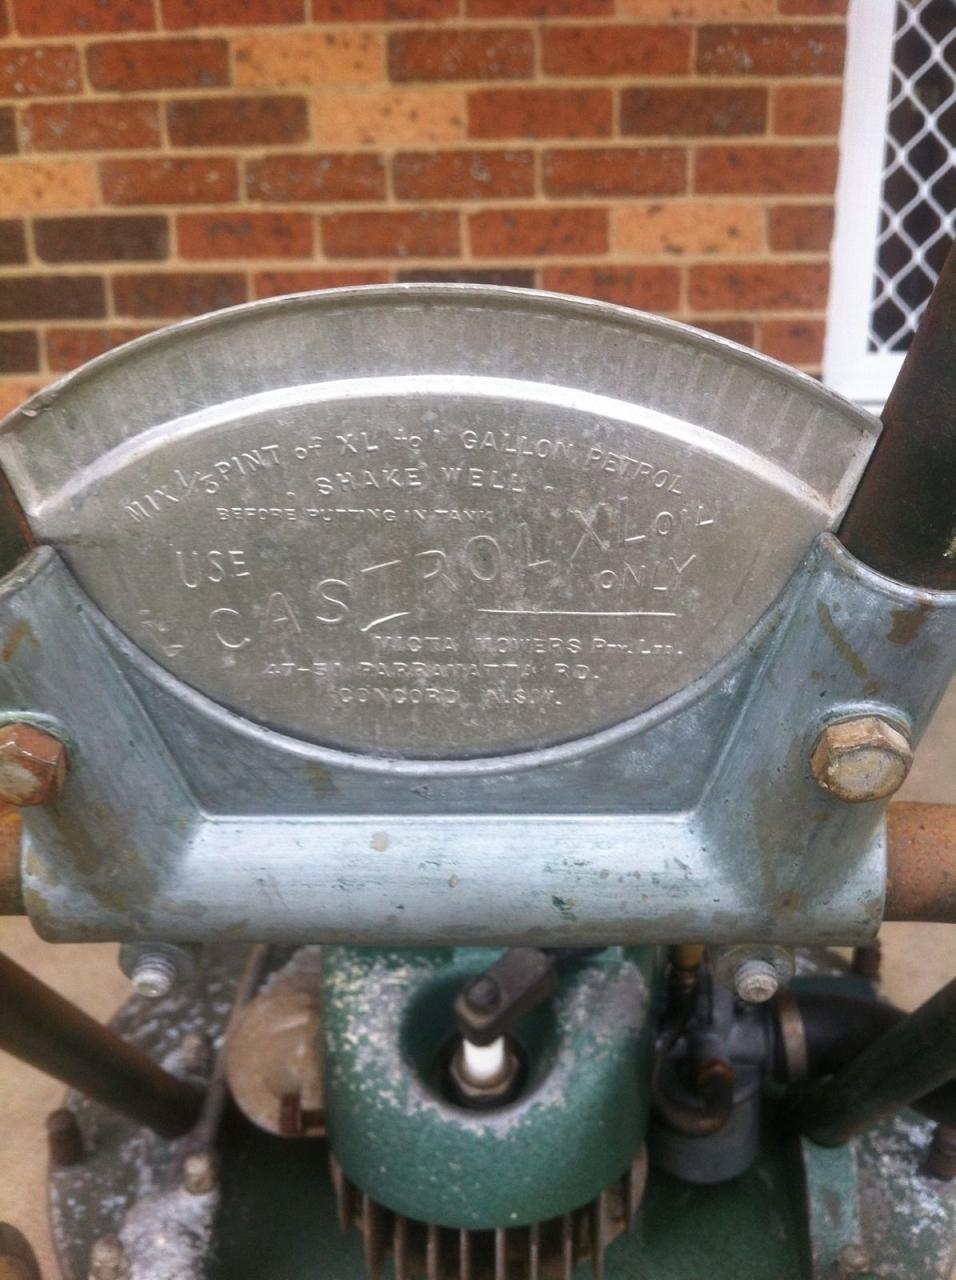 MIX 1/3 PINT of XL to 1 GALLON PETROL
SHAKE WELL
BEFORE PUTTING IN TANK
USE CASTROL XL OIL ONLY
VICTA MOWERS PTY. LTD.
47-51 PARRAMATTA RD.
CONCORD N.S.W.